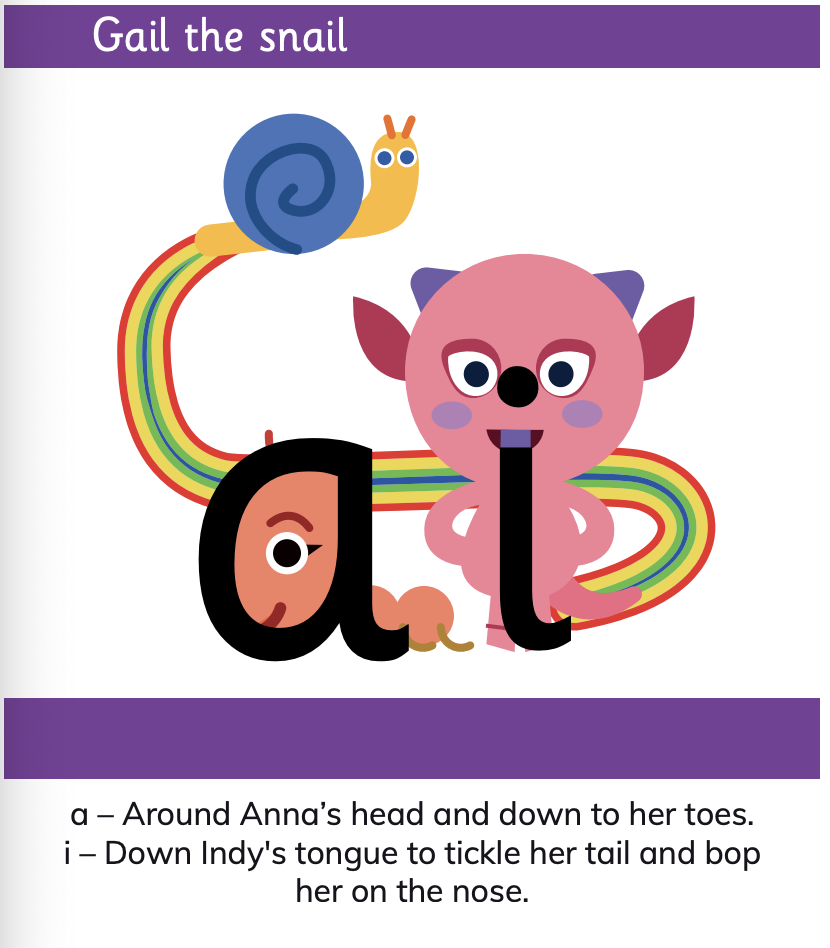 Gail the snail
ai
a – Around Anna’s head and down to her toes.
i – Down Indy's tongue to tickle her tail and bop
her on the nose.